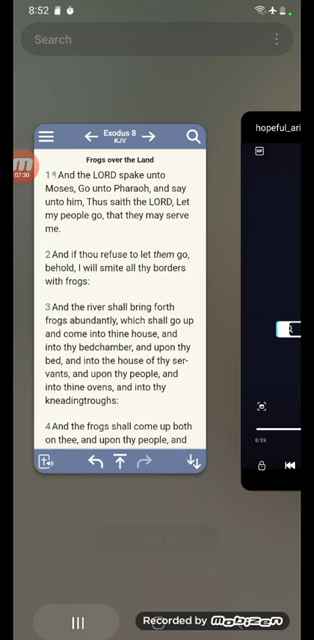 8:52
Search
hopeful_ari
Exodus 8
KJV
Frogs over the Land
1 ¶ And the LORD spake unto
Moses, Go unto Pharaoh, and say
unto him, Thus saith the LORD, Let
my people go, that they may serve
me.
2 And if thou refuse to let them go,
behold, I will smite all thy borders
with frogs:
3 And the river shall bring forth
frogs abundantly, which shall go up
and come into thine house, and
into thy bedchamber, and upon thy
bed, and into the house of thy ser-
vants, and upon thy people, and
into thine ovens, and into thy
kneadingtroughs:
4 And the frogs shall come up both
on thee, and upon thy people, and
07:36
0:33
Close all
Recorded by Mobizen